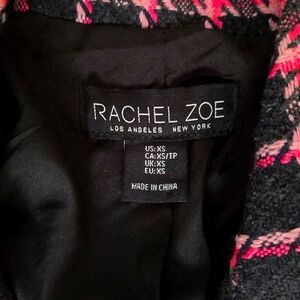 RACHEL ZOE
LOS ANGELES NEW YORK
US: XS
CA: XS/TP
UK: XS
EU: XS
MADE IN CHINA